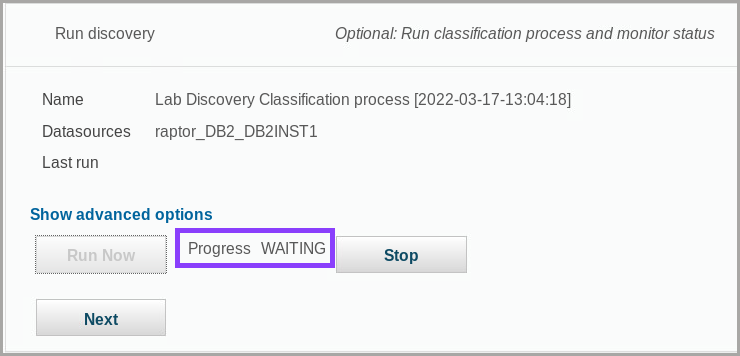 Run discovery Optional: Run classification process and monitor status
Name Lab Discovery Classification process [2022-03-17-13:04:18]
Datasources raptor_DB2_DB2INST1
Last run
Show advanced options
Run Now Progress WAITING Stop
Next